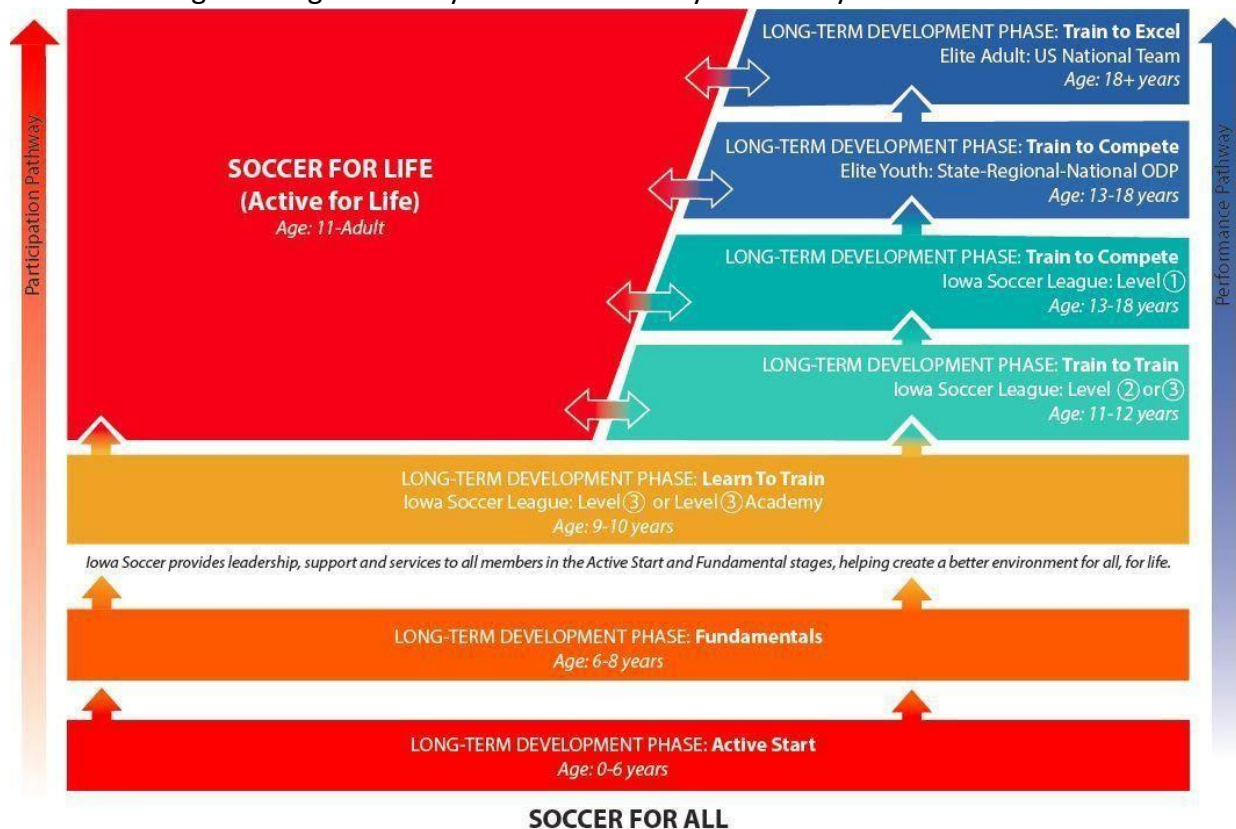 Participation Pathway
SOCCER FOR LIFE
(Active for Life)
Age: 11-Adult
LONG-TERM DEVELOPMENT PHASE: Train to Excel
Elite Adult: US National Team
Age: 18+ years
LONG-TERM DEVELOPMENT PHASE: Train to Compete
Elite Youth: State-Regional-National ODP
Age: 13-18 years
LONG-TERM DEVELOPMENT PHASE: Train to Compete
Iowa Soccer League: Level ①
Age: 13-18 years
LONG-TERM DEVELOPMENT PHASE: Train to Train
Iowa Soccer League: Level ② or ③
Age: 11-12 years
Performance Pathway
LONG-TERM DEVELOPMENT PHASE: Learn To Train
Iowa Soccer League: Level ③ or Level ③ Academy
Age: 9-10 years
Iowa Soccer provides leadership, support and services to all members in the Active Start and Fundamental stages, helping create a better environment for all, for life.
LONG-TERM DEVELOPMENT PHASE: Fundamentals
Age: 6-8 years
LONG-TERM DEVELOPMENT PHASE: Active Start
Age: 0-6 years
SOCCER FOR ALL